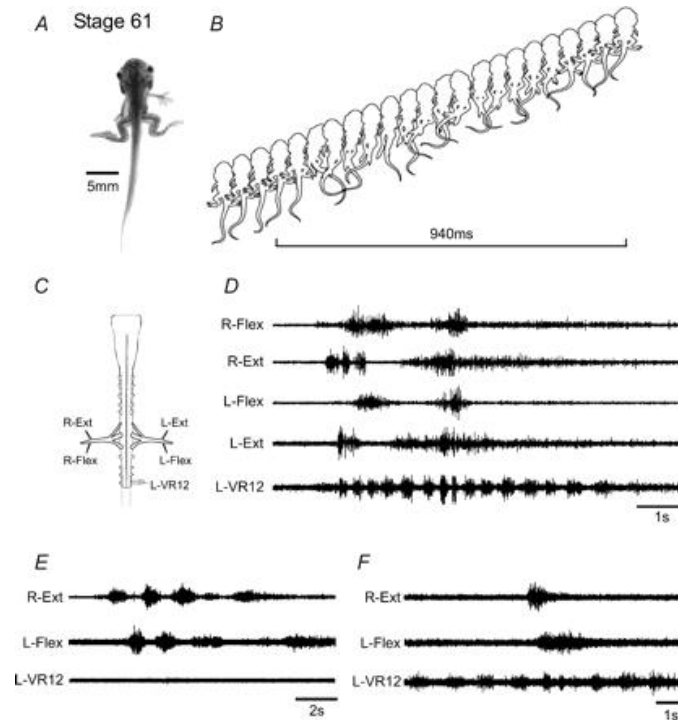 A Stage 61
B
5mm
940ms
C
D
R-Ext
L-Ext
R-Flex
L-Flex
L-VR12
R-Flex
R-Ext
L-Flex
L-Ext
L-VR12
1s
E
F
R-Ext
L-Flex
L-VR12
2s
R-Ext
L-Flex
L-VR12
1s